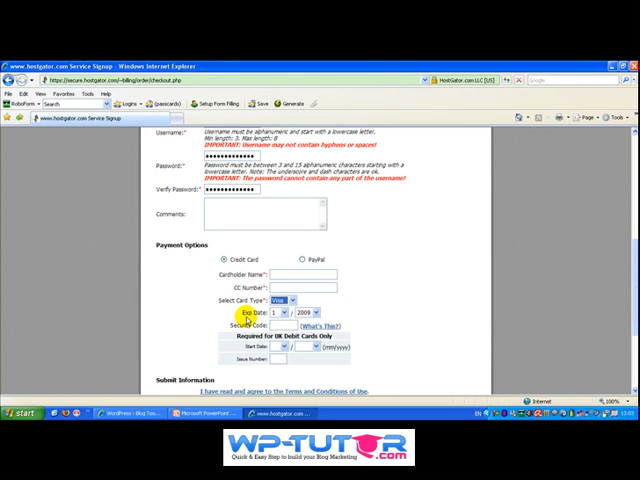 www.hostgator.com Service Signup - Windows Internet Explorer
https://secure.hostgator.com/~billing/order/checkout.php
HostGator.com LLC [US]
Google
File Edit View Favorites Tools Help
RoboForm Search Logins (passcards) Setup Form Filling Save Generate
www.hostgator.com Service Signup
Page Tools
Username:* Username must be alphanumeric and start with a lowercase letter.
Min length: 3. Max length: 8
IMPORTANT: Username may not contain hyphens or spaces!
Password:* Password must be between 3 and 15 alphanumeric characters starting with a
lowercase letter. Note: The underscore and dash characters are ok.
IMPORTANT: The password cannot contain any part of the username!
Verify Password:*
Comments:
Payment Options
Credit Card PayPal
Cardholder Name*:
CC Number*:
Select Card Type*: Visa
Exp Date: 1 / 2009
Security Code: (What's This?)
Required for UK Debit Cards Only
Start Date: / (mm/yyyy)
Issue Number:
Submit Information
I have read and agree to the Terms and Conditions of Use.
Internet 100%
start WordPress › Blog Too... Microsoft PowerPoint ... www.hostgator.com ... EN 13:03
WP-TUTOR
.com
Quick & Easy Step to build your Blog Marketing